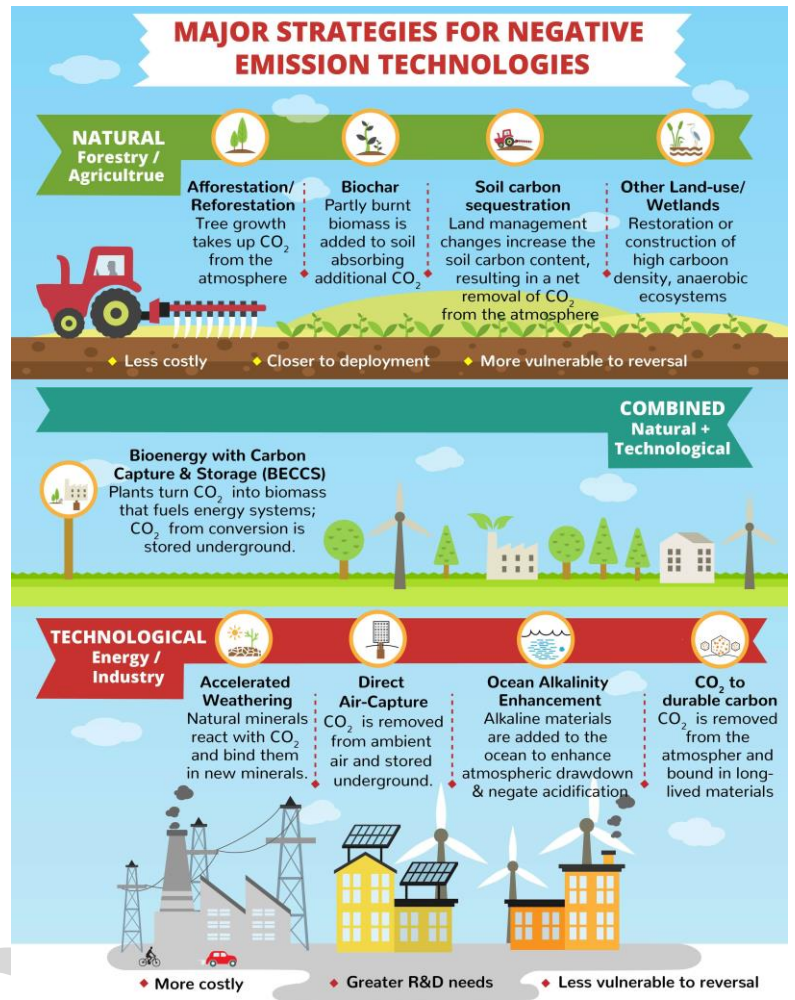 MAJOR STRATEGIES FOR NEGATIVE
EMISSION TECHNOLOGIES
NATURAL
Forestry /
Agricultrue
Afforestation/
Reforestation
Tree growth
takes up CO₂
from the
atmosphere
Biochar
Partly burnt
biomass is
added to soil
absorbing
additional CO₂
Soil carbon
sequestration
Land management
changes increase the
soil carbon content,
resulting in a net
removal of CO₂
from the atmosphere
Other Land-use/
Wetlands
Restoration or
construction of
high carboon
density, anaerobic
ecosystems
Less costly
Closer to deployment
More vulnerable to reversal
COMBINED
Natural +
Technological
Bioenergy with Carbon
Capture & Storage (BECCS)
Plants turn CO₂ into biomass
that fuels energy systems;
CO₂ from conversion is
stored underground.
TECHNOLOGICAL
Energy /
Industry
Accelerated
Weathering
Natural minerals
react with CO₂
and bind them
in new minerals.
Direct
Air-Capture
CO₂ is removed
from ambient
air and stored
underground.
Ocean Alkalinity
Enhancement
Alkaline materials
are added to the
ocean to enhance
atmospheric drawdown
& negate acidification
CO₂ to
durable carbon
CO₂ is removed
from the
atmospher and
bound in long-
lived materials
More costly
Greater R&D needs
Less vulnerable to reversal